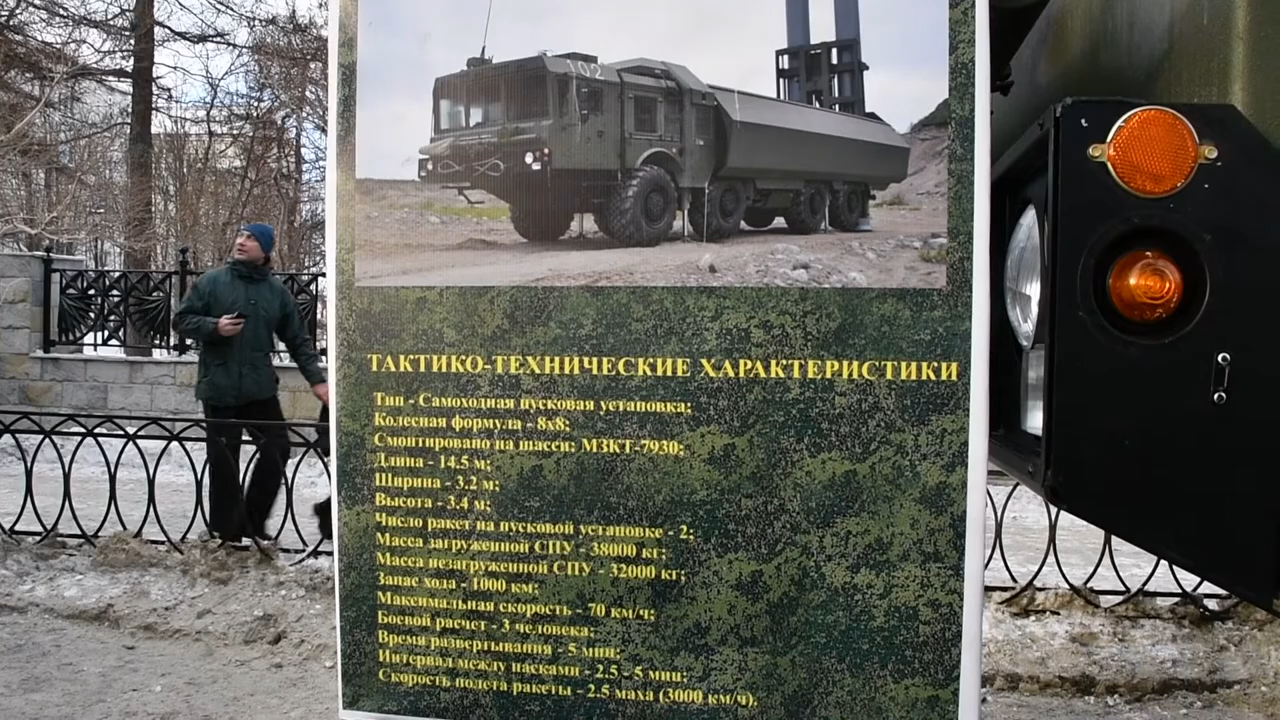 102
ТАКТИКО-ТЕХНИЧЕСКИЕ ХАРАКТЕРИСТИКИ
Тип - Самоходная пусковая установка;
Колесная формула - 8x8;
Смонтировано на шасси: МЗКТ-7930;
Длина - 14.5 м;
Ширина - 3.2 м;
Высота - 3.4 м;
Число ракет на пусковой установке - 2;
Масса загруженной СПУ - 38000 кг;
Масса незагруженной СПУ - 32000 кг;
Запас хода - 1000 км;
Максимальная скорость - 70 км/ч;
Боевой расчет - 3 человека;
Время развертывания - 5 мин;
Интервал между пасками - 2.5 - 5 мин;
Скорость полета ракеты - 2.5 маха (3000 км/ч).